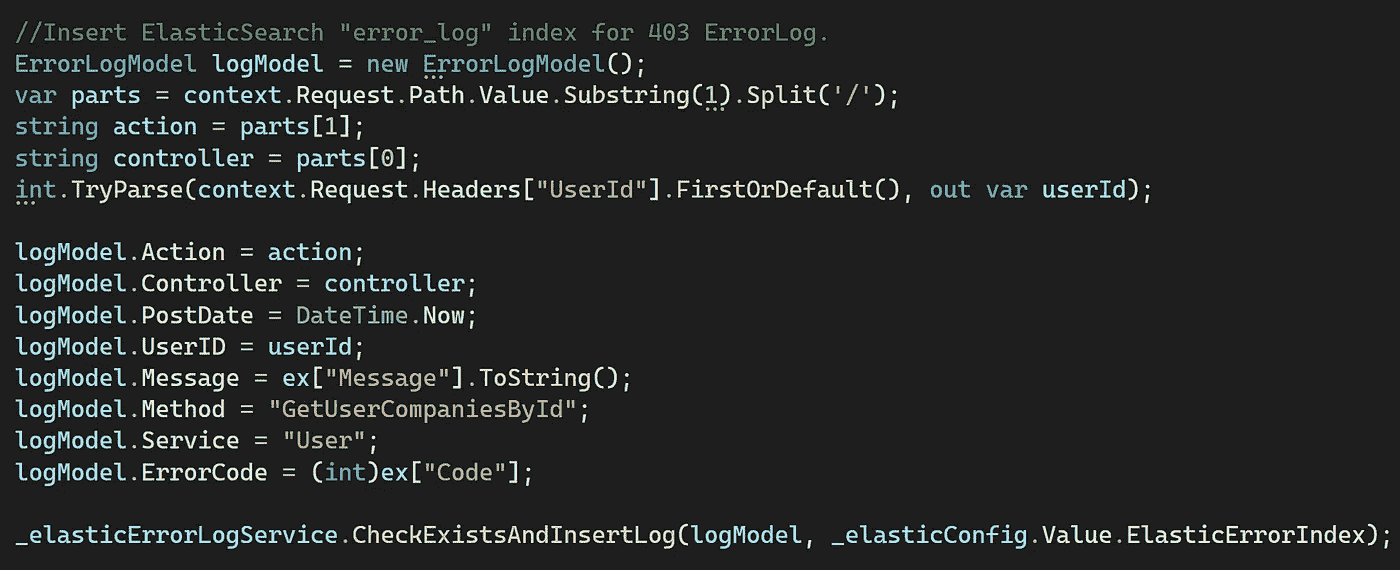 //Insert ElasticSearch "error_log" index for 403 ErrorLog.
ErrorLogModel logModel = new ErrorLogModel();
var parts = context.Request.Path.Value.Substring(1).Split('/');
string action = parts[1];
string controller = parts[0];
int.TryParse(context.Request.Headers["UserId"].FirstOrDefault(), out var userId);
logModel.Action = action;
logModel.Controller = controller;
logModel.PostDate = DateTime.Now;
logModel.UserID = userId;
logModel.Message = ex["Message"].ToString();
logModel.Method = "GetUserCompaniesById";
logModel.Service = "User";
logModel.ErrorCode = (int)ex["Code"];
_elasticErrorLogService.CheckExistsAndInsertLog(logModel, _elasticConfig.Value.ElasticErrorIndex);